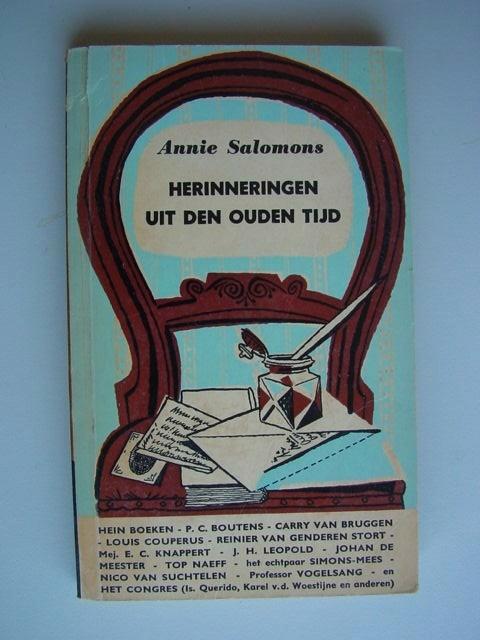 Annie Salomons
HERINNERINGEN
UIT DEN OUDEN TIJD
HEIN BOEKEN - P. C. BOUTENS - CARRY VAN BRUGGEN
- LOUIS COUPERUS - REINIER VAN GENDEREN STORT -
Mej. E. C. KNAPPERT - J. H. LEOPOLD - JOHAN DE
MEESTER - TOP NAEFF - het echtpaar SIMONS-MEES -
NICO VAN SUCHTELEN - Professor VOGELSANG - en
HET CONGRES (Is. Querido, Karel v.d. Woestijne en anderen)